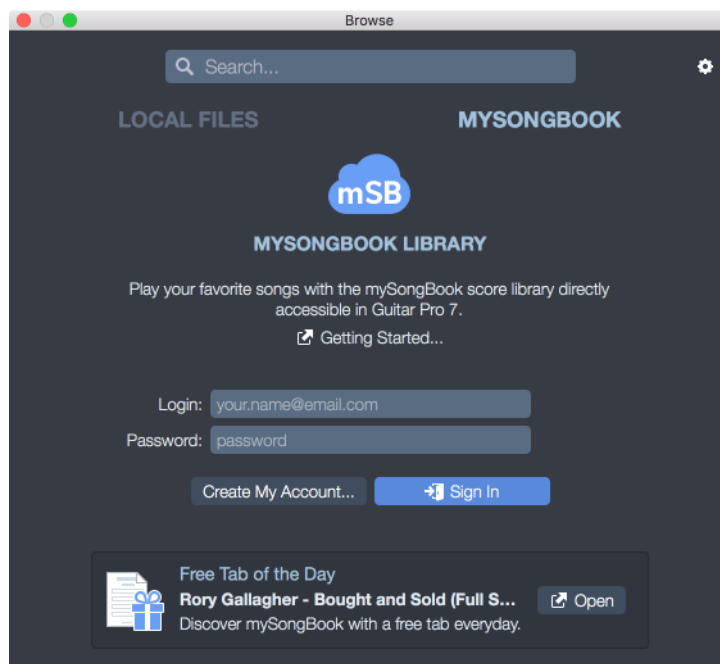 Browse
Search...
LOCAL FILES
MYSONGBOOK
mSB
MYSONGBOOK LIBRARY
Play your favorite songs with the mySongBook score library directly
accessible in Guitar Pro 7.
Getting Started...
Login: your.name@email.com
Password: password
Create My Account...
Sign In
Free Tab of the Day
Rory Gallagher - Bought and Sold (Full S...
Open
Discover mySongBook with a free tab everyday.